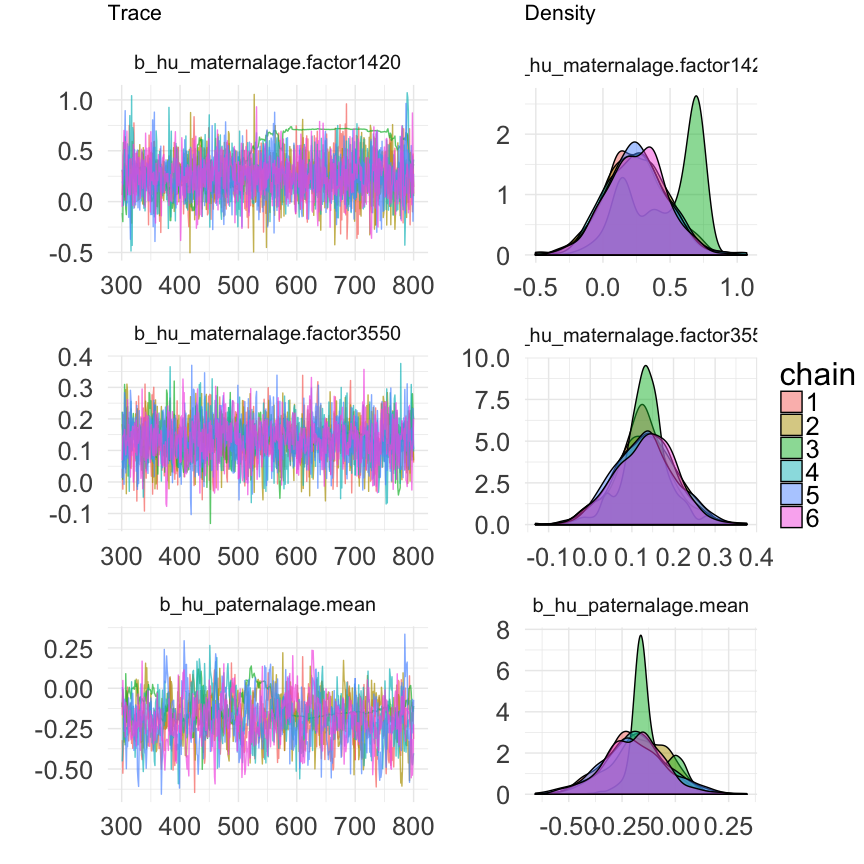 Trace
Density
b_hu_maternalage.factor1420
_hu_maternalage.factor142
1.0
0.5
0.0
-0.5
300 400 500 600 700 800
2
1
0
-0.5 0.0 0.5 1.0
b_hu_maternalage.factor3550
_hu_maternalage.factor355
0.4
0.3
0.2
0.1
0.0
-0.1
300 400 500 600 700 800
10.0
7.5
5.0
2.5
0.0
-0.1 0.0 0.1 0.2 0.3 0.4
chain
1
2
3
4
5
6
b_hu_paternalage.mean
b_hu_paternalage.mean
0.25
0.00
-0.25
-0.50
300 400 500 600 700 800
8
6
4
2
0
-0.50 -0.25 0.00 0.25